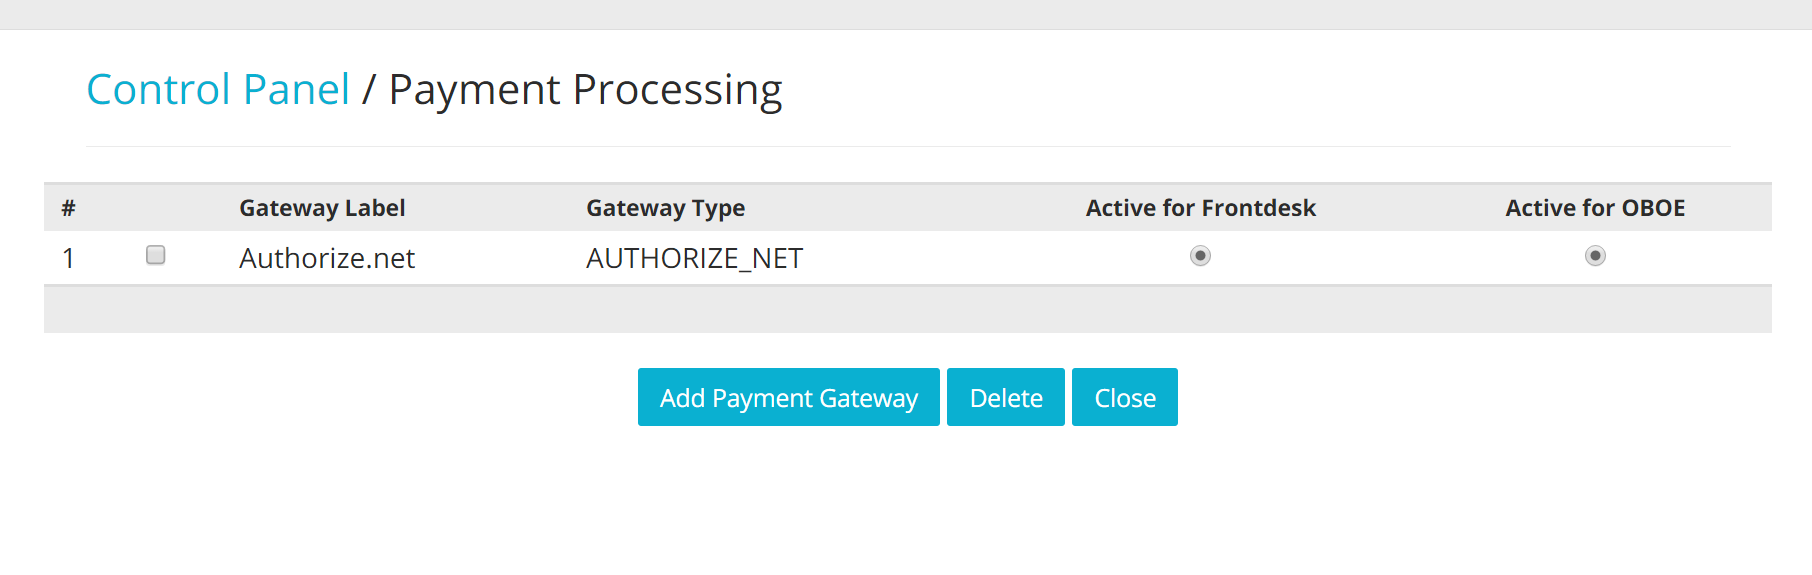 Control Panel / Payment Processing
# Gateway Label Gateway Type Active for Frontdesk Active for OBOE
1 Authorize.net AUTHORIZE_NET
Add Payment Gateway Delete Close